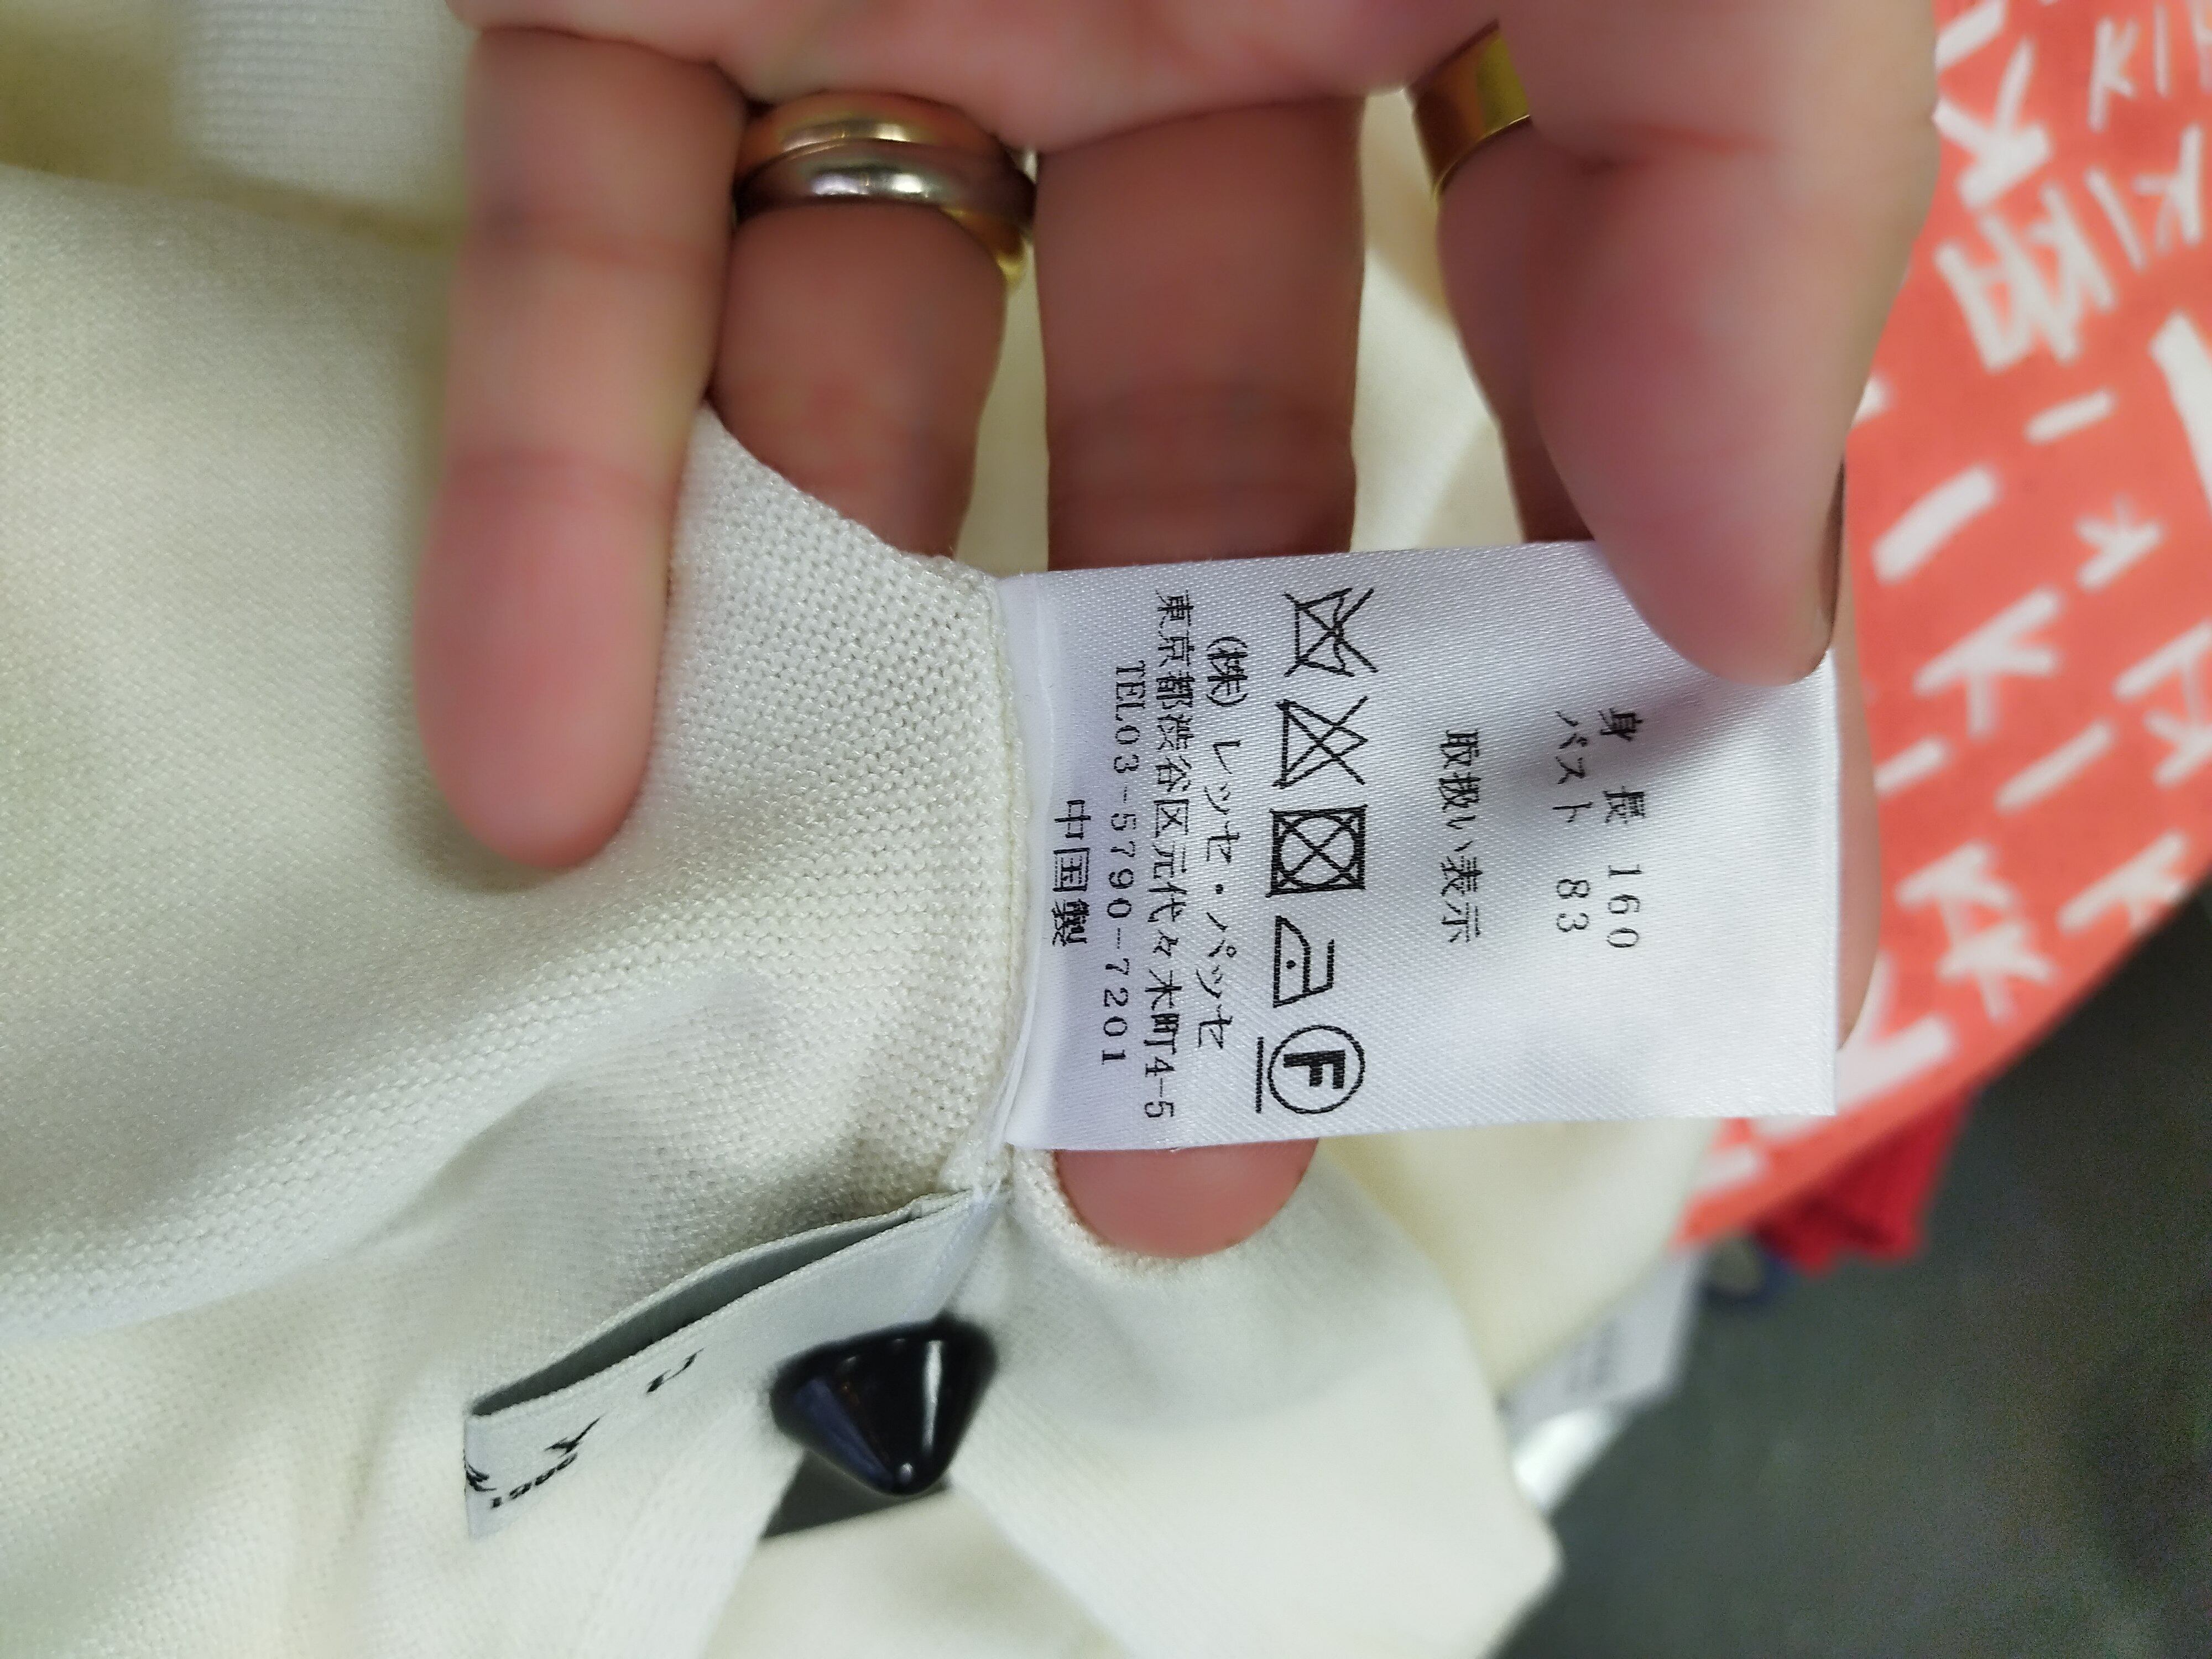 身 長 160
バスト 83
取扱い表示
F
(株) レッセ・パッセ
東京都渋谷区元代々木町4-5
TEL03-5790-7201
中国製